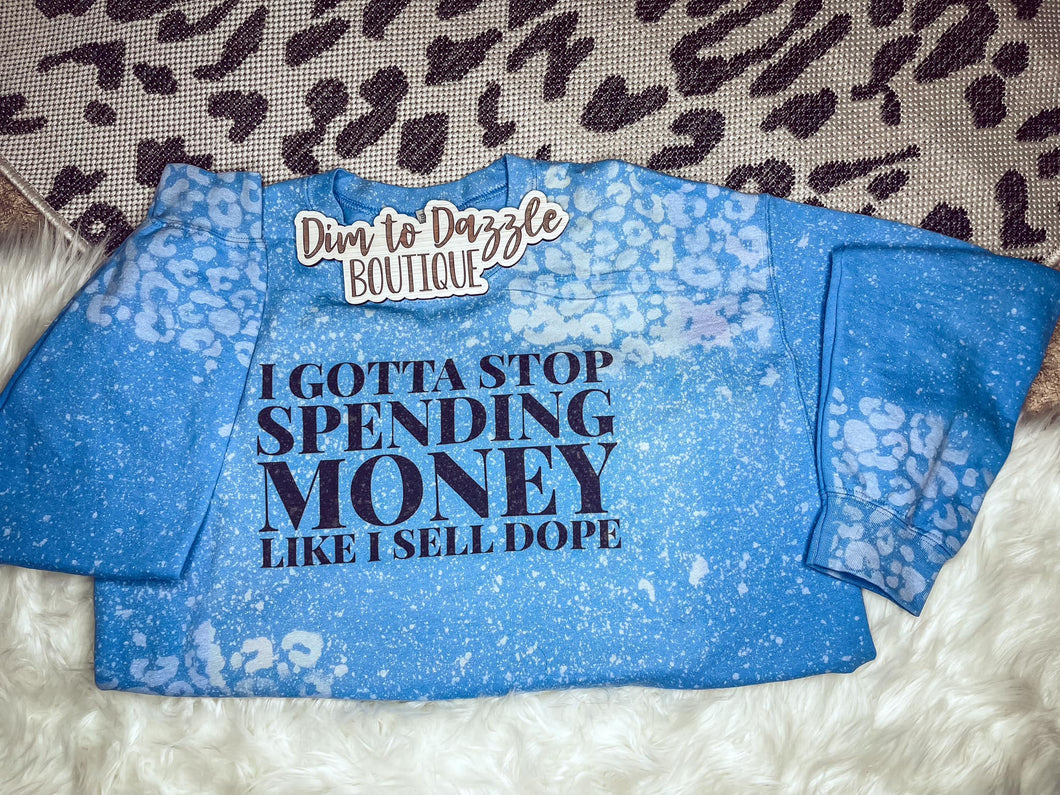 Dim to Dazzle
BOUTIQUE
I GOTTA STOP
SPENDING
MONEY
LIKE I SELL DOPE